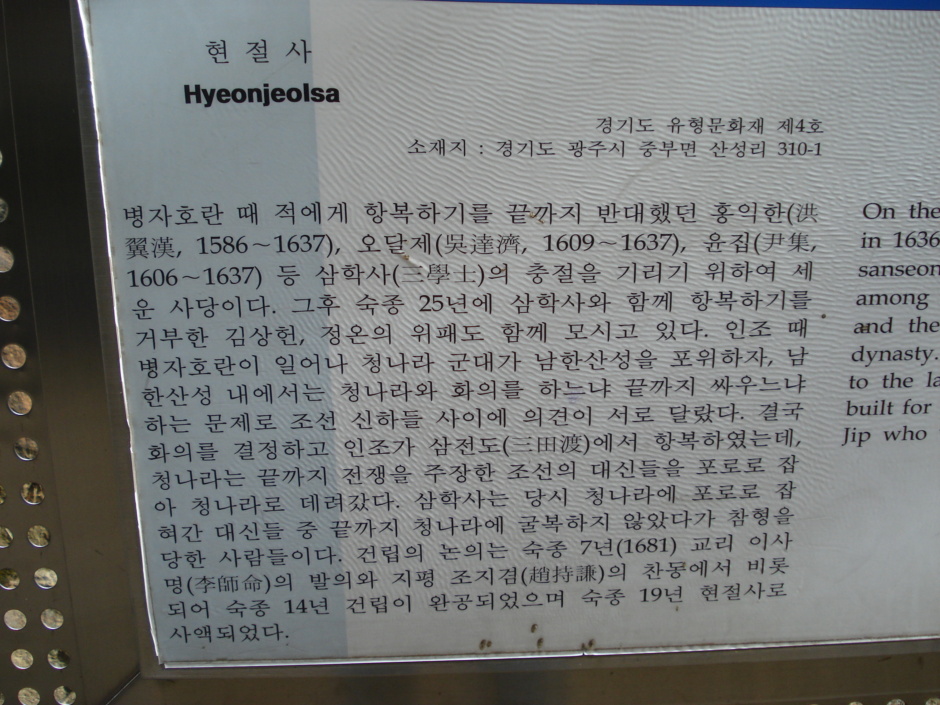 현 절 사
Hyeonjeolsa
경기도 유형문화재 제4호
소재지 : 경기도 광주시 중부면 산성리 310-1
병자호란 때 적에게 항복하기를 끝까지 반대했던 홍익한(洪
翼漢, 1586~1637), 오달제(吳達濟, 1609~1637), 윤집(尹集,
1606~1637) 등 삼학사(三學士)의 충절을 기리기 위하여 세
운 사당이다. 그후 숙종 25년에 삼학사와 함께 항복하기를
거부한 김상헌, 정온의 위패도 함께 모시고 있다. 인조 때
병자호란이 일어나 청나라 군대가 남한산성을 포위하자, 남
한산성 내에서는 청나라와 화의를 하느냐 끝까지 싸우느냐
하는 문제로 조선 신하들 사이에 의견이 서로 달랐다. 결국
화의를 결정하고 인조가 삼전도(三田渡)에서 항복하였는데,
청나라는 끝까지 전쟁을 주장한 조선의 대신들을 포로로 잡
아 청나라로 데려갔다. 삼학사는 당시 청나라에 포로로 잡
혀간 대신들 중 끝까지 청나라에 굴복하지 않았다가 참형을
당한 사람들이다. 건립의 논의는 숙종 7년(1681) 교리 이사
명(李師命)의 발의와 지평 조지겸(趙持謙)의 찬동에서 비롯
되어 숙종 14년 건립이 완공되었으며 숙종 19년 현절사로
사액되었다.
On the
in 1636
sanseon
among
and the
dynasty.
to the la
built for
Jip who